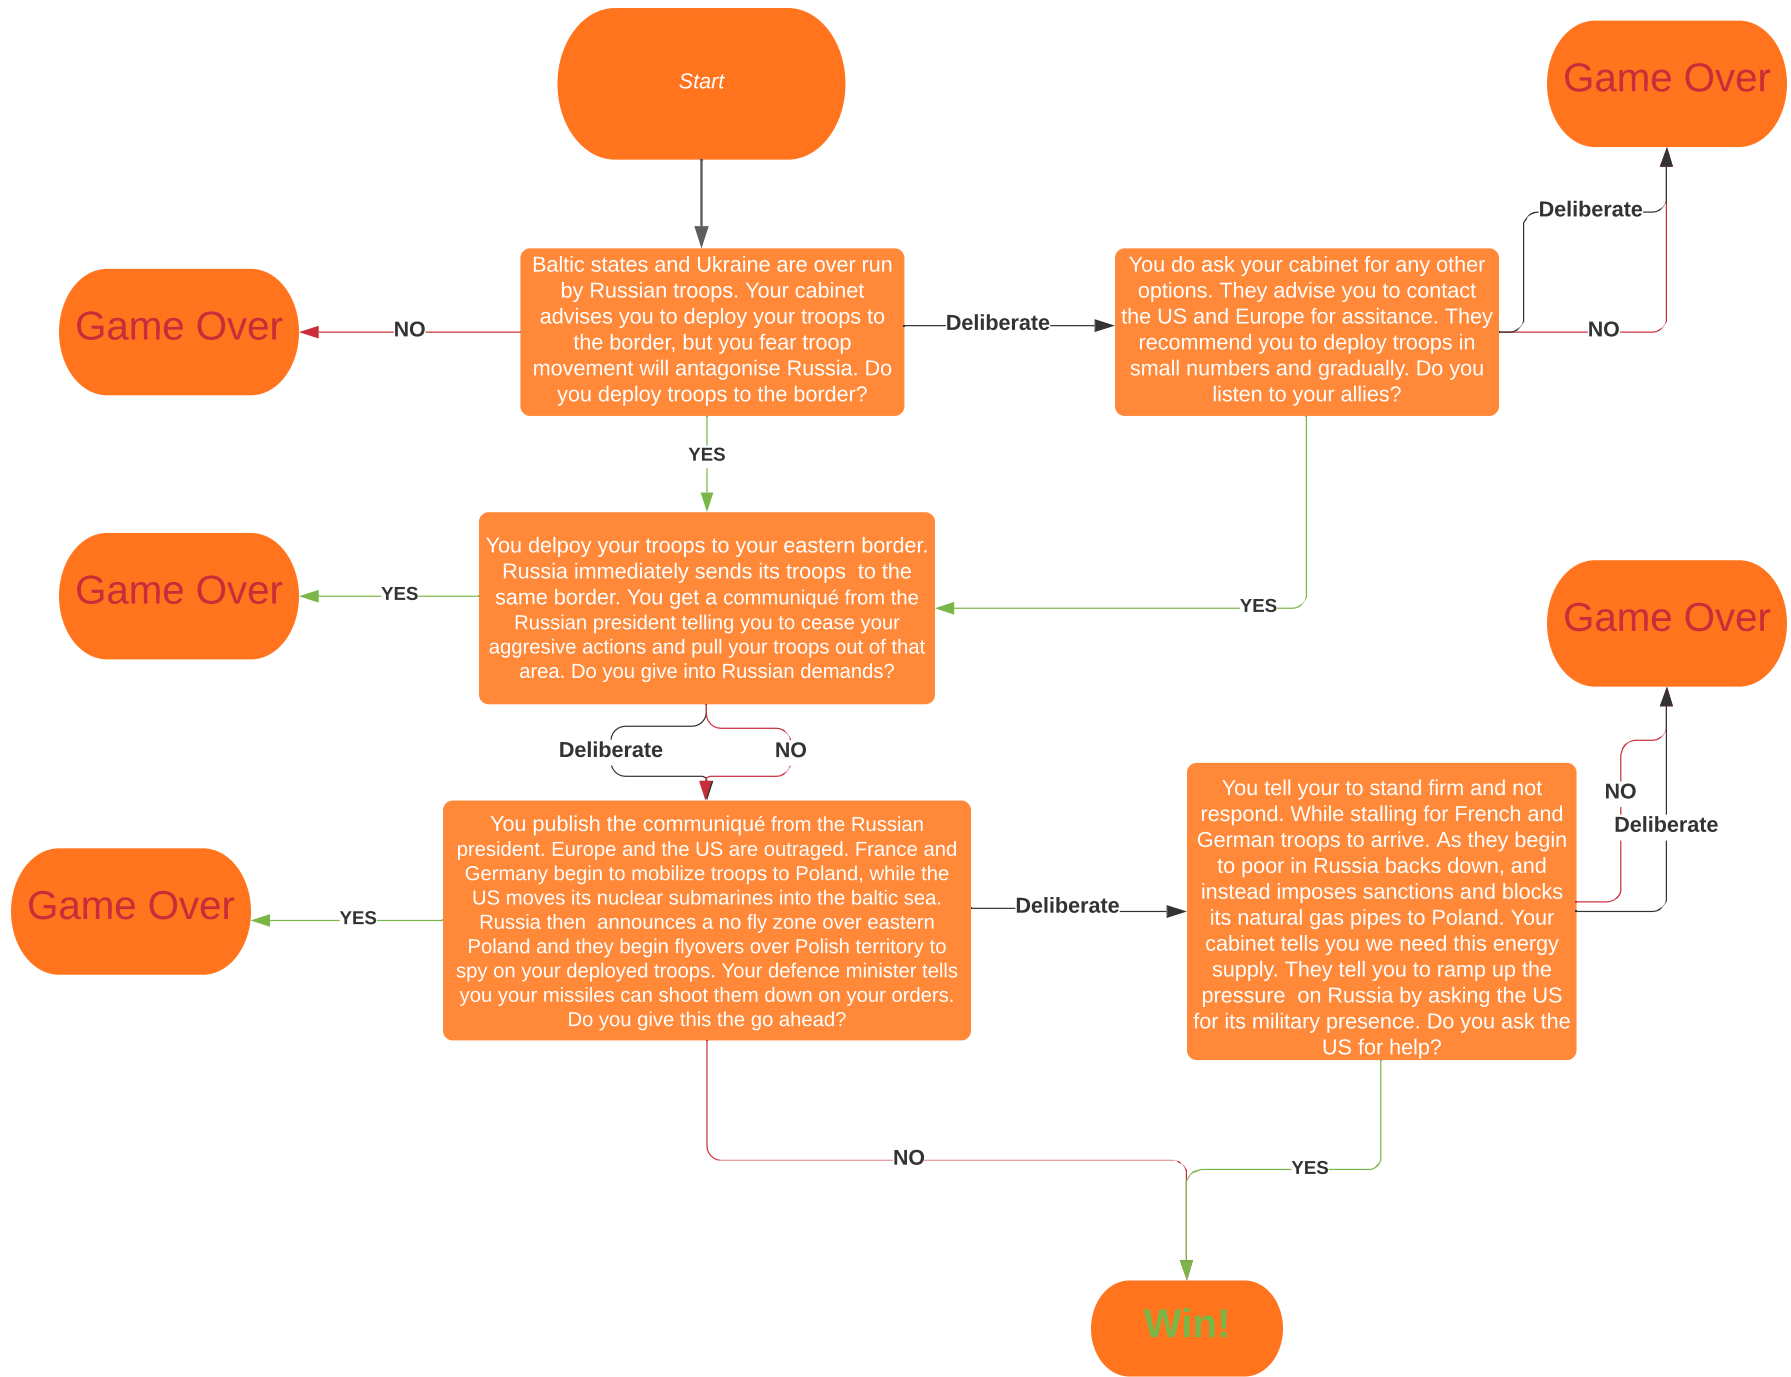 Start
Game Over
Deliberate
NO
Game Over
NO
Baltic states and Ukraine are over run
by Russian troops. Your cabinet
advises you to deploy your troops to
the border, but you fear troop
movement will antagonise Russia. Do
you deploy troops to the border?
Deliberate
You do ask your cabinet for any other
options. They advise you to contact
the US and Europe for assitance. They
recommend you to deploy troops in
small numbers and gradually. Do you
listen to your allies?
YES
Game Over
YES
You delpoy your troops to your eastern border.
Russia immediately sends its troops  to the
same border. You get a communiqué from the
Russian president telling you to cease your
aggresive actions and pull your troops out of that
area. Do you give into Russian demands?
YES
Game Over
Deliberate
NO
Game Over
YES
You publish the communiqué from the Russian
president. Europe and the US are outraged. France and
Germany begin to mobilize troops to Poland, while the
US moves its nuclear submarines into the baltic sea.
Russia then  announces a no fly zone over eastern
Poland and they begin flyovers over Polish territory to
spy on your deployed troops. Your defence minister tells
you your missiles can shoot them down on your orders.
Do you give this the go ahead?
Deliberate
You tell your to stand firm and not
respond. While stalling for French and
German troops to arrive. As they begin
to poor in Russia backs down, and
instead imposes sanctions and blocks
its natural gas pipes to Poland. Your
cabinet tells you we need this energy
supply. They tell you to ramp up the
pressure  on Russia by asking the US
for its military presence. Do you ask the
US for help?
NO
Deliberate
NO
YES
Win!